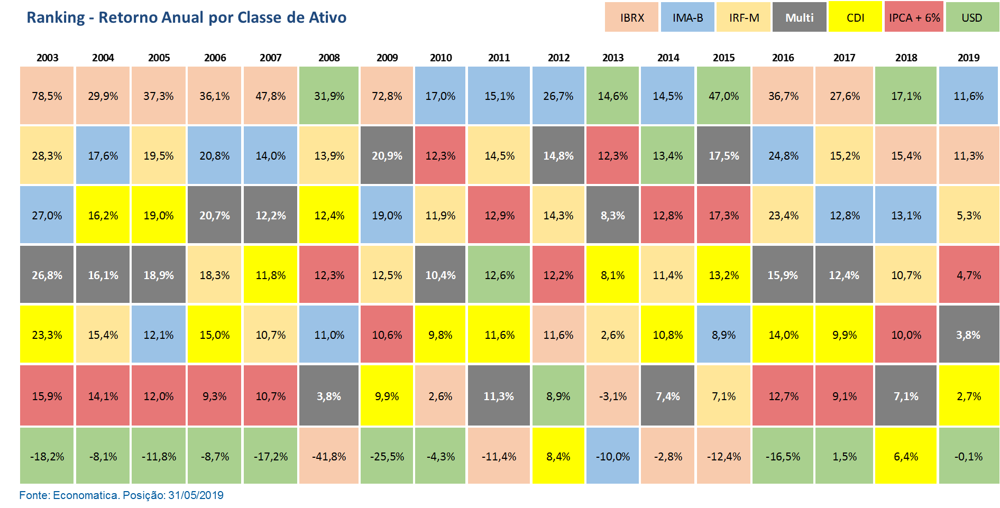 Ranking - Retorno Anual por Classe de Ativo
IBRX IMA-B IRF-M Multi CDI IPCA + 6% USD
2003 2004 2005 2006 2007 2008 2009 2010 2011 2012 2013 2014 2015 2016 2017 2018 2019
78,5% 29,9% 37,3% 36,1% 47,8% 31,9% 72,8% 17,0% 15,1% 26,7% 14,6% 14,5% 47,0% 36,7% 27,6% 17,1% 11,6%
28,3% 17,6% 19,5% 20,8% 14,0% 13,9% 20,9% 12,3% 14,5% 14,8% 12,3% 13,4% 17,5% 24,8% 15,2% 15,4% 11,3%
27,0% 16,2% 19,0% 20,7% 12,2% 12,4% 19,0% 11,9% 12,9% 14,3% 8,3% 12,8% 17,3% 23,4% 12,8% 13,1% 5,3%
26,8% 16,1% 18,9% 18,3% 11,8% 12,3% 12,5% 10,4% 12,6% 12,2% 8,1% 11,4% 13,2% 15,9% 12,4% 10,7% 4,7%
23,3% 15,4% 12,1% 15,0% 10,7% 11,0% 10,6% 9,8% 11,6% 11,6% 2,6% 10,8% 8,9% 14,0% 9,9% 10,0% 3,8%
15,9% 14,1% 12,0% 9,3% 10,7% 3,8% 9,9% 2,6% 11,3% 8,9% -3,1% 7,4% 7,1% 12,7% 9,1% 7,1% 2,7%
-18,2% -8,1% -11,8% -8,7% -17,2% -41,8% -25,5% -4,3% -11,4% 8,4% -10,0% -2,8% -12,4% -16,5% 1,5% 6,4% -0,1%
Fonte: Economatica. Posição: 31/05/2019